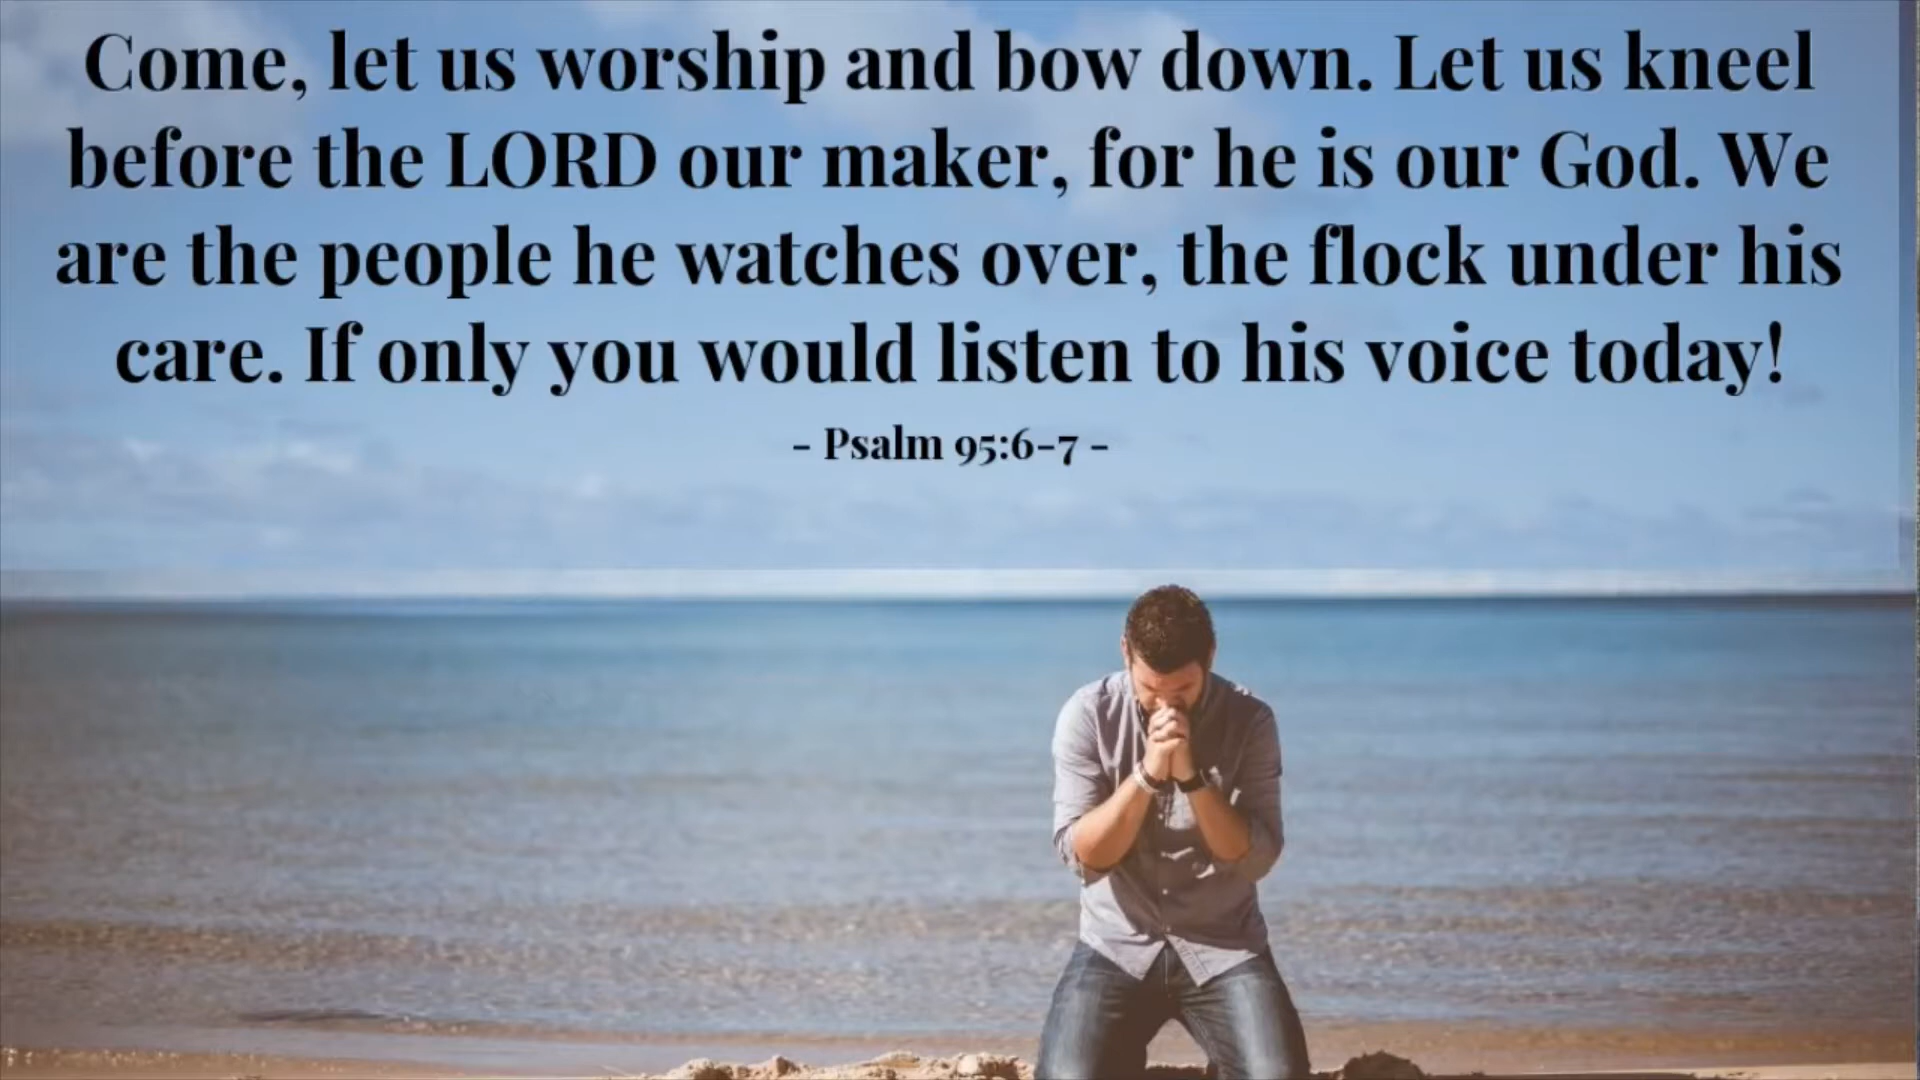 Come, let us worship and bow down. Let us kneel
before the LORD our maker, for he is our God. We
are the people he watches over, the flock under his
care. If only you would listen to his voice today!
- Psalm 95:6-7 -